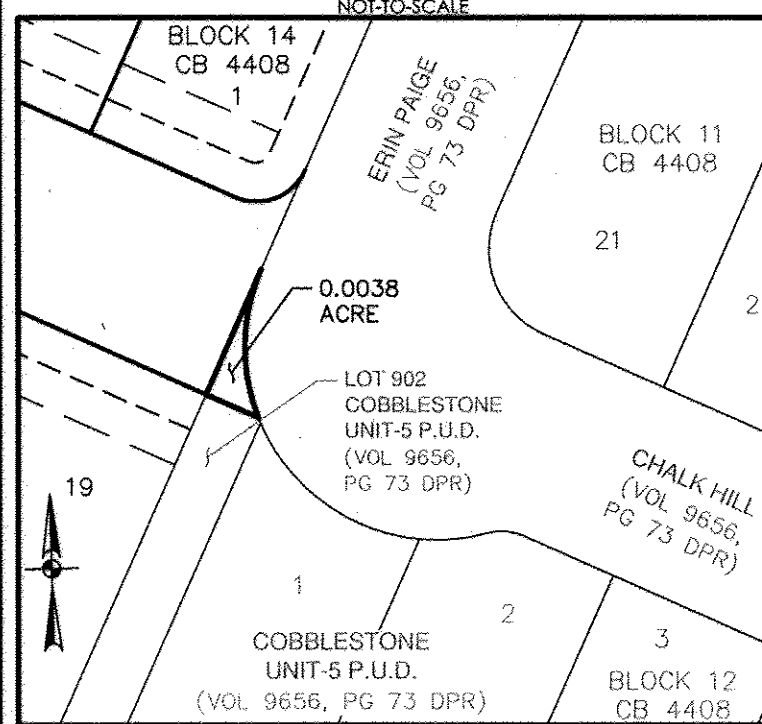 NOT-TO-SCALE
BLOCK 14
CB 4408
1
ERIN PAIGE
(VOL 9656,
PG 73 DPR)
BLOCK 11
CB 4408
21
2
0.0038
ACRE
LOT 902
COBBLESTONE
UNIT-5 P.U.D.
(VOL 9656,
PG 73 DPR)
CHALK HILL
(VOL 9656,
PG 73 DPR)
19
1
2
3
COBBLESTONE
UNIT-5 P.U.D.
(VOL 9656, PG 73 DPR)
BLOCK 12
CB 4408